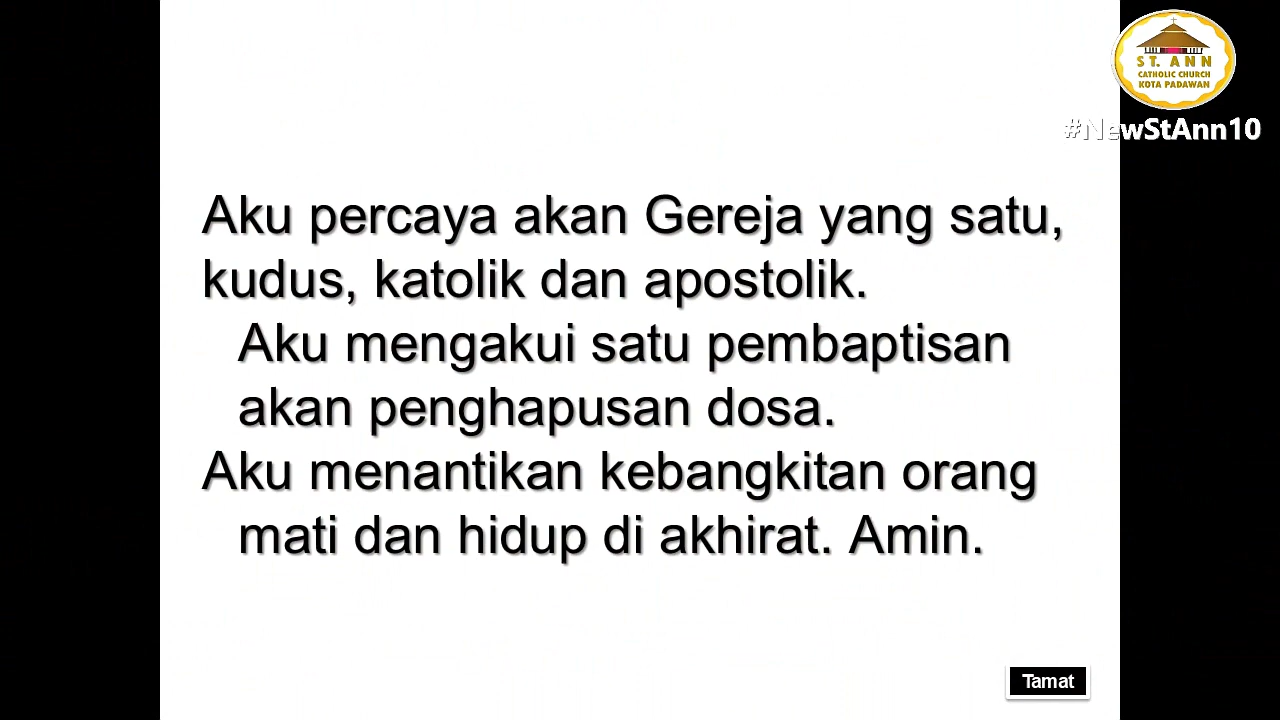 ST. ANN
CATHOLIC CHURCH
KOTA PADAWAN
#NewStAnn10
Aku percaya akan Gereja yang satu,
kudus, katolik dan apostolik.
Aku mengakui satu pembaptisan
akan penghapusan dosa.
Aku menantikan kebangkitan orang
mati dan hidup di akhirat. Amin.
Tamat